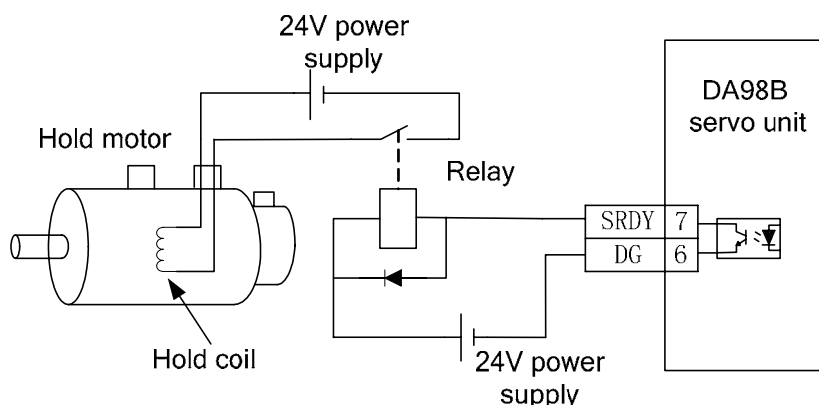 24V power
supply
DA98B
servo unit
Hold motor
Relay
SRDY 7
DG 6
Hold coil
24V power
supply